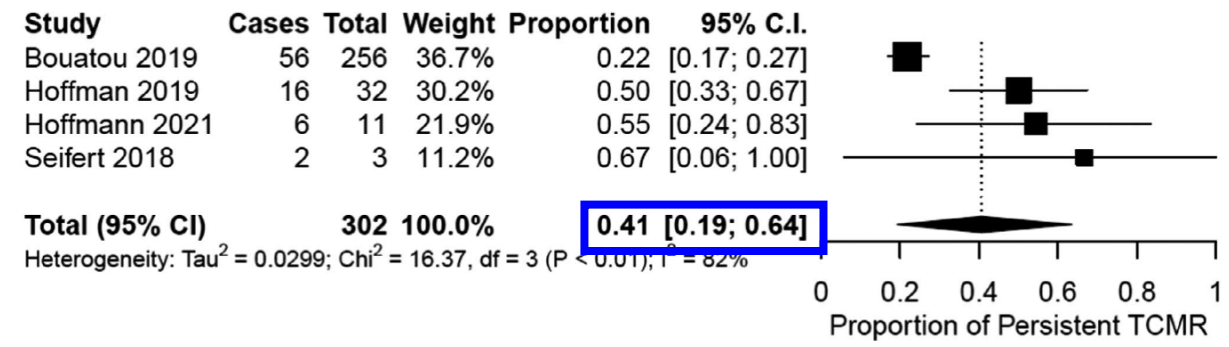 Study Cases Total Weight Proportion 95% C.I.
Bouatou 2019 56 256 36.7% 0.22 [0.17; 0.27]
Hoffman 2019 16 32 30.2% 0.50 [0.33; 0.67]
Hoffmann 2021 6 11 21.9% 0.55 [0.24; 0.83]
Seifert 2018 2 3 11.2% 0.67 [0.06; 1.00]
Total (95% CI) 302 100.0% 0.41 [0.19; 0.64]
Heterogeneity: Tau² = 0.0299; Chi² = 16.37, df = 3 (P < 0.01); I² = 82%
0 0.2 0.4 0.6 0.8 1
Proportion of Persistent TCMR